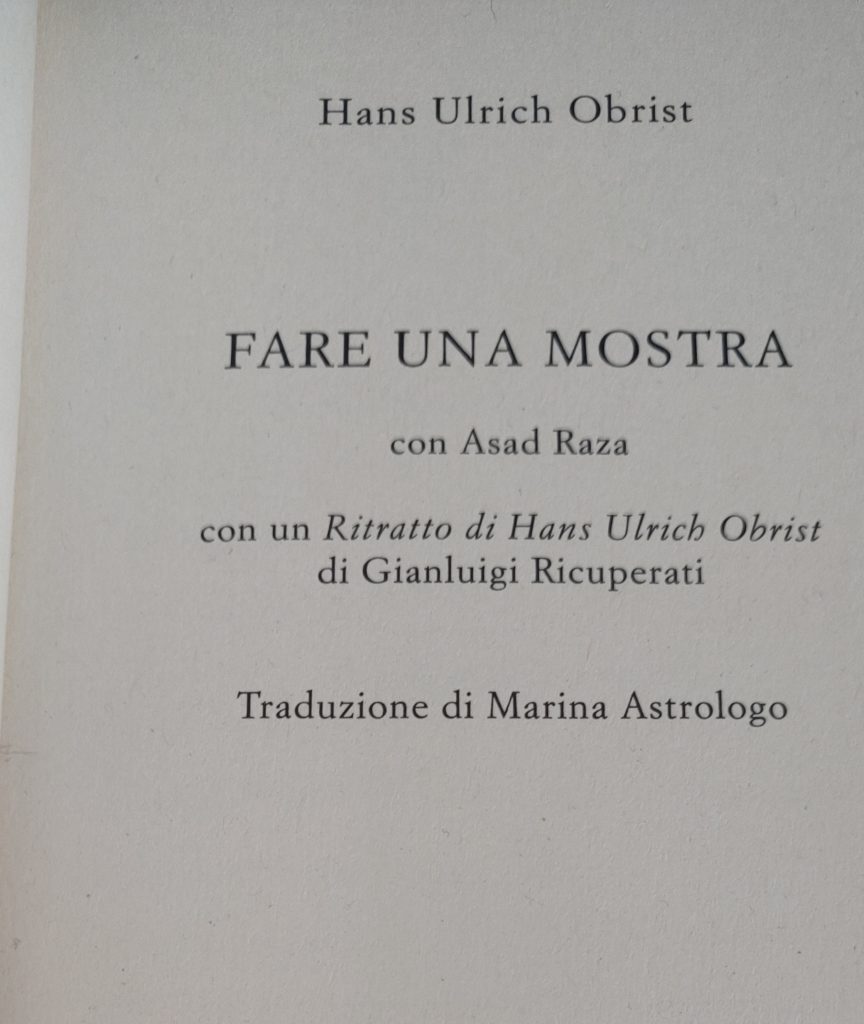 Hans Ulrich Obrist
FARE UNA MOSTRA
con Asad Raza
con un Ritratto di Hans Ulrich Obrist
di Gianluigi Ricuperati
Traduzione di Marina Astrologo